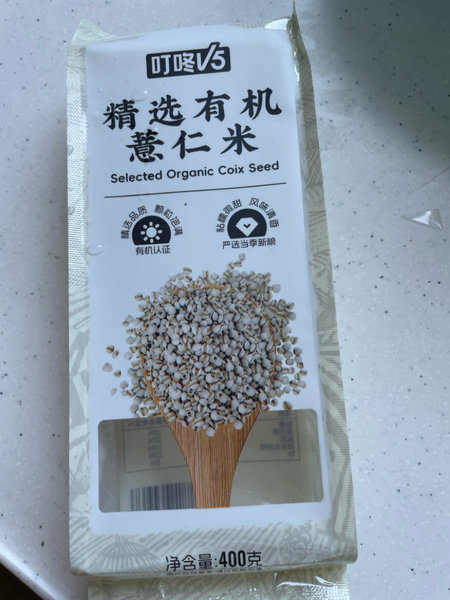 叮咚V5
精选有机
薏仁米
Selected Organic Coix Seed
精选品质 颗粒饱满
有机认证
粘糯微甜 风味清香
严选当季新粮
净含量:400克